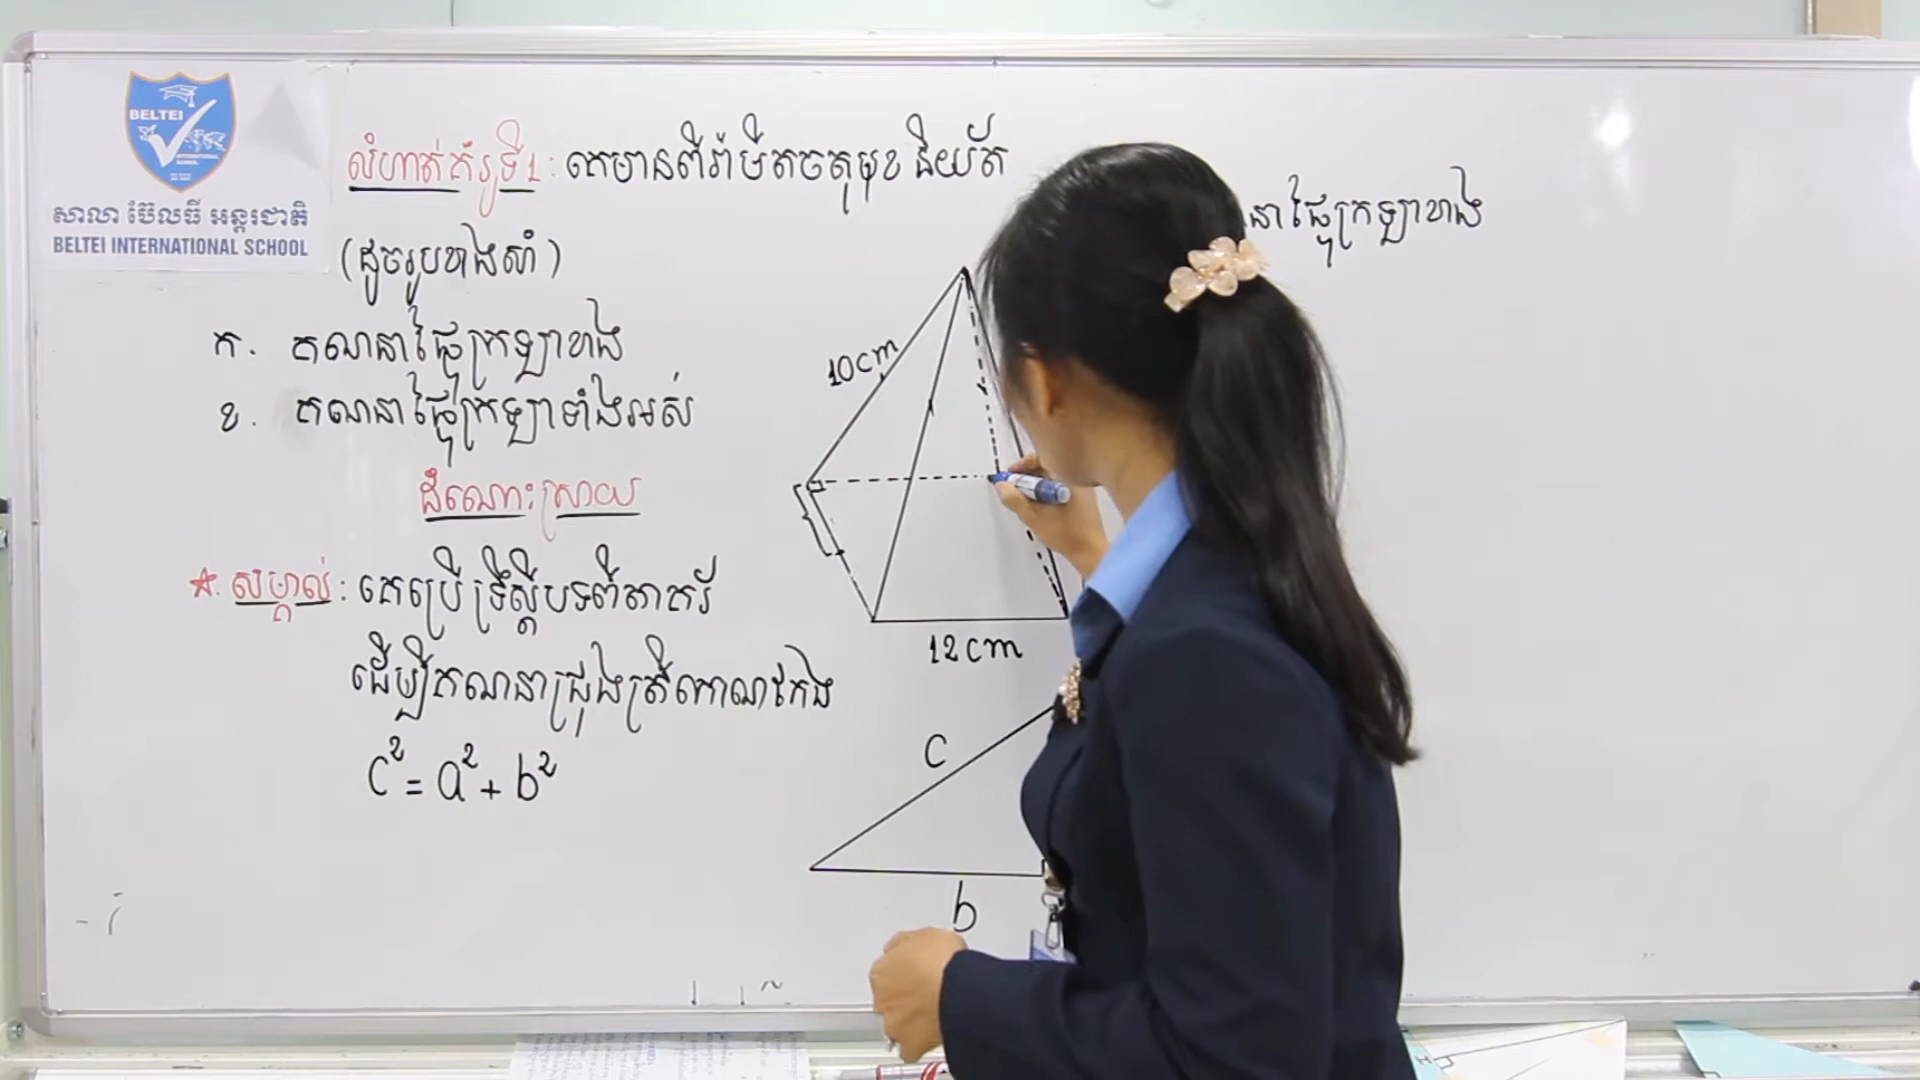 BELTEI
INTERNATIONAL
SCHOOL
សាលា ប៊ែលធី អន្តរជាតិ
BELTEI INTERNATIONAL SCHOOL
លំហាត់គំរូទី1 : គេមានពីរ៉ាមីតចតុមុខ និយ័ត
(ដូចរូបខាងសាំ)
ក. គណនាផ្ទៃក្រឡាខាង
ខ. គណនាផ្ទៃក្រឡាទាំងអស់
ដំណោះស្រាយ
សម្គាល់ : គេប្រើ ទ្រឹស្តីបទពីតាគរ័
ដើម្បីគណនាជ្រុងត្រីកោណកែង
c² = a² + b²
10cm
12cm
c
b
នាផ្ទៃក្រឡាខាង